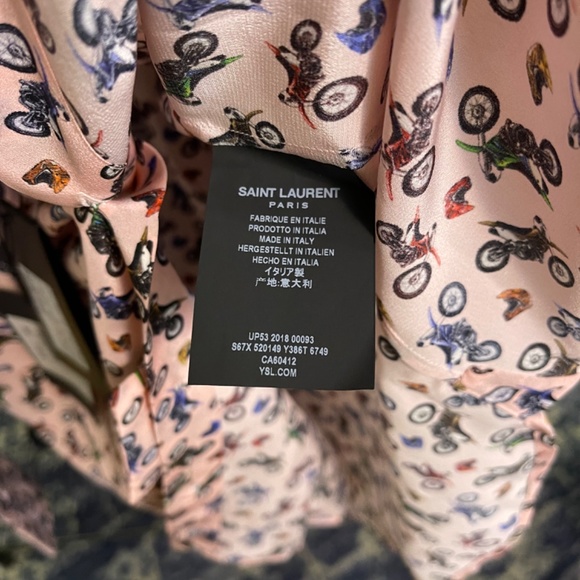 SAINT LAURENT
PARIS
FABRIQUE EN ITALIE
PRODOTTO IN ITALIA
MADE IN ITALY
HERGESTELLT IN ITALIEN
HECHO EN ITALIA
イタリア製
产地:意大利
UP53 2018 00093
S67X 520149 Y386T 6749
CA60412
YSL.COM